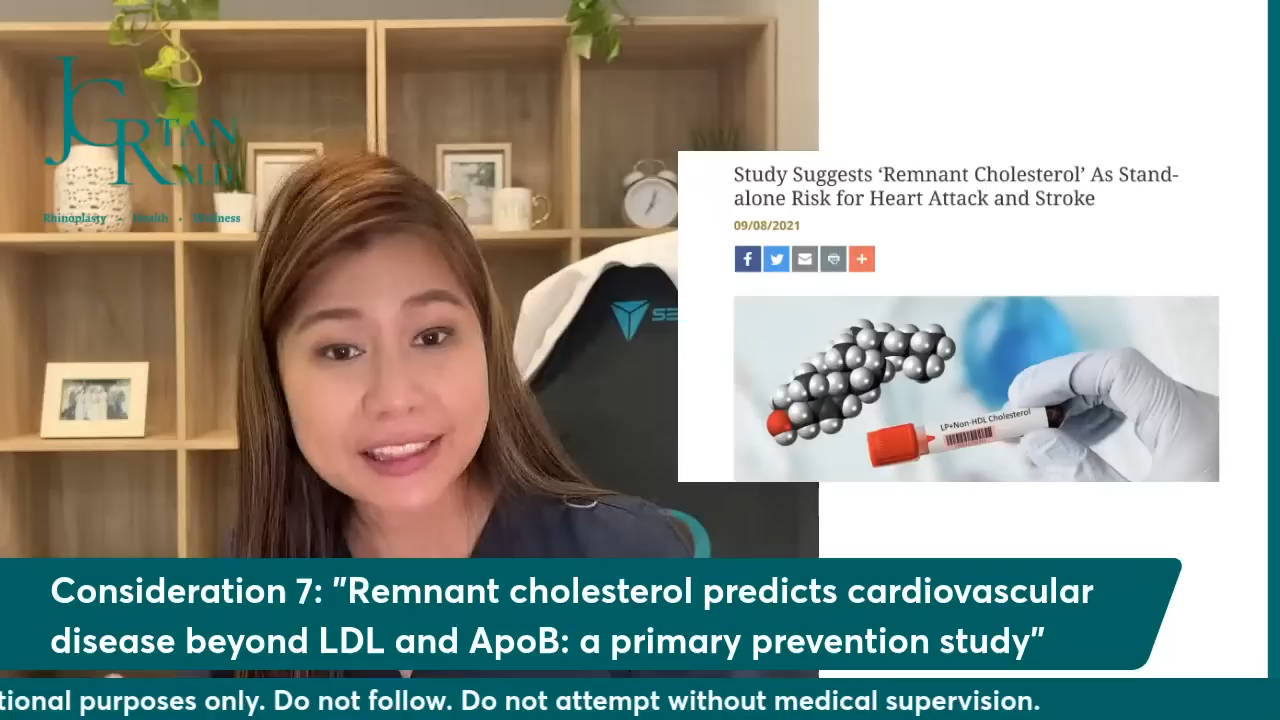 JCR TAN
M.D.
Rhinoplasty • Health • Wellness
Study Suggests ‘Remnant Cholesterol’ As Stand-
alone Risk for Heart Attack and Stroke
09/08/2021
LP+Non-HDL Cholesterol
Consideration 7: "Remnant cholesterol predicts cardiovascular
disease beyond LDL and ApoB: a primary prevention study"
purposes only. Do not follow. Do not attempt without medical supervision.